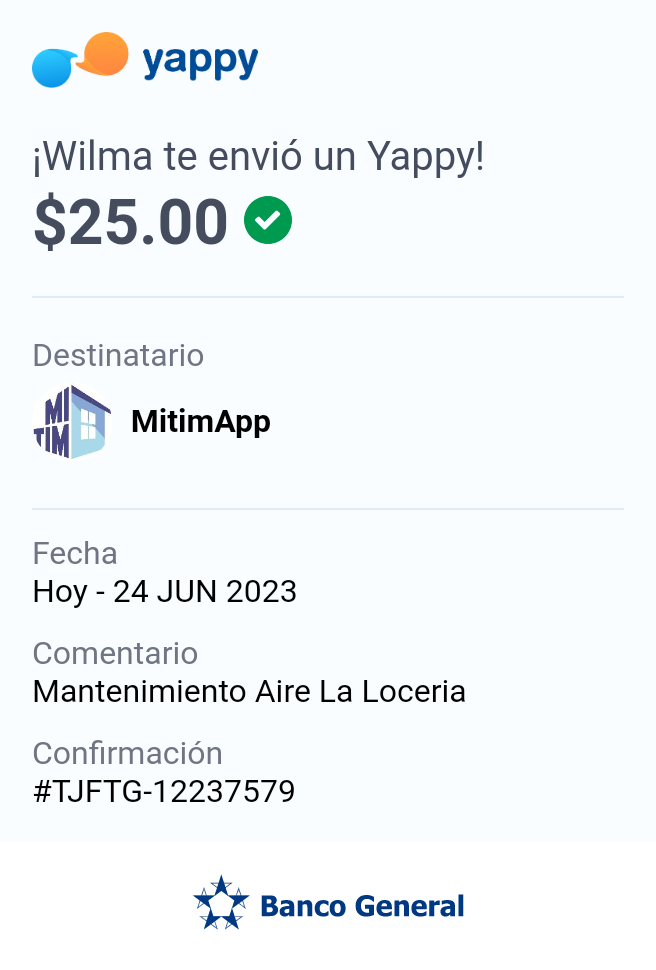 yappy
¡Wilma te envió un Yappy!
$25.00
Destinatario
MI
TIM
MitimApp
Fecha
Hoy - 24 JUN 2023
Comentario
Mantenimiento Aire La Loceria
Confirmación
#TJFTG-12237579
Banco General